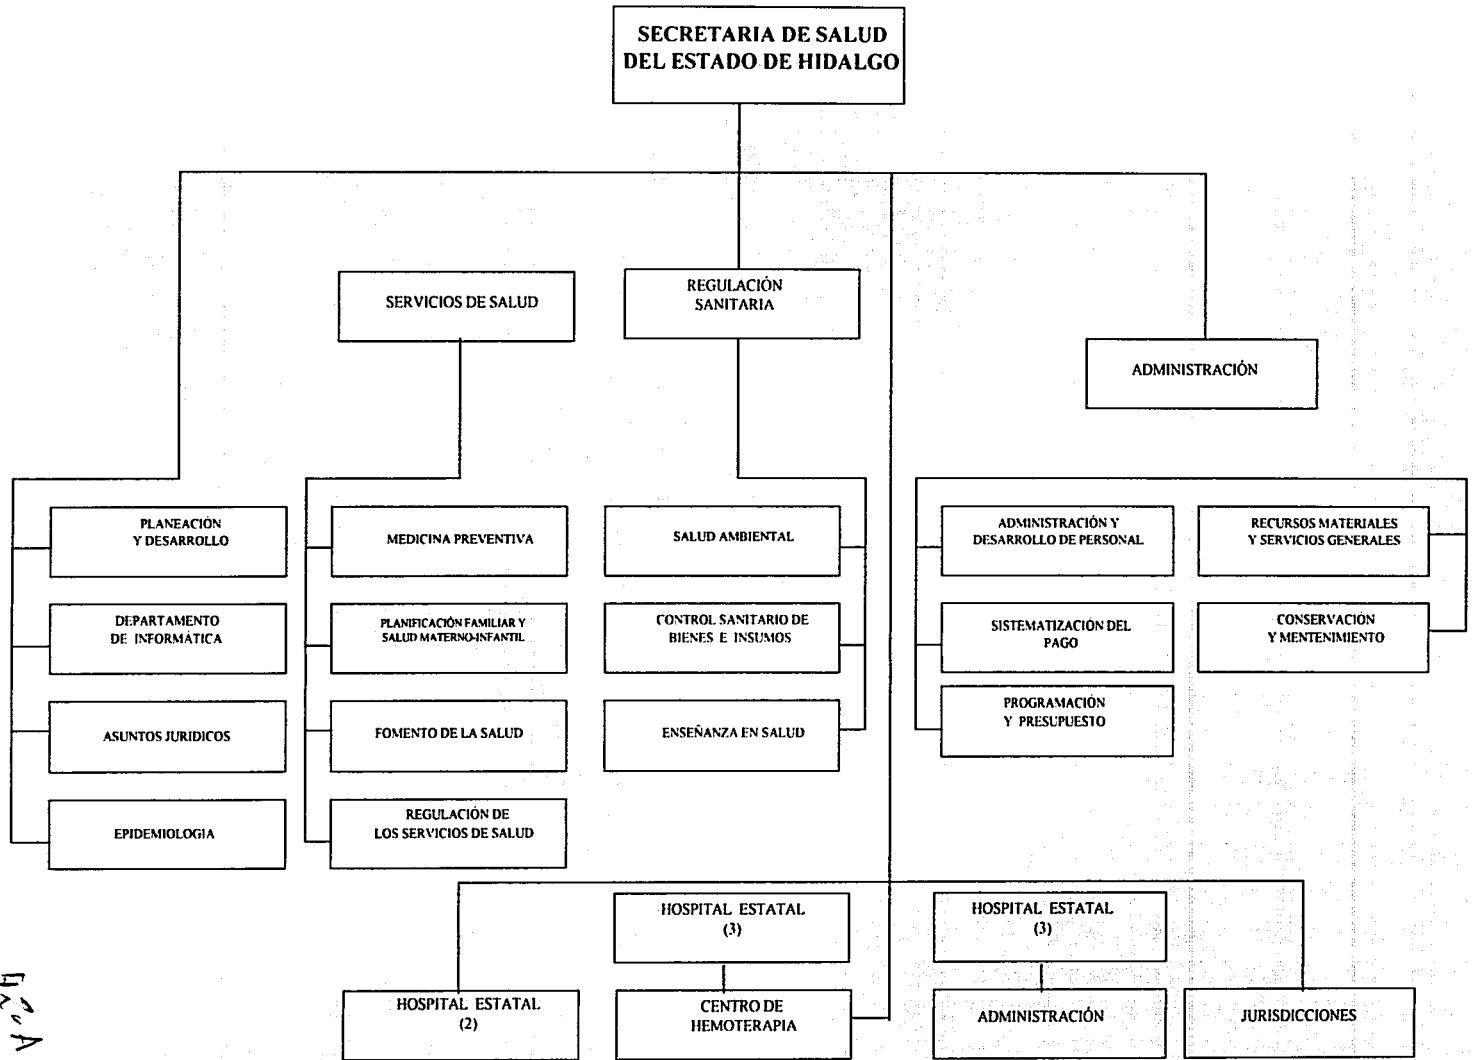 SECRETARIA DE SALUD
DEL ESTADO DE HIDALGO
SERVICIOS DE SALUD
REGULACIÓN
SANITARIA
ADMINISTRACIÓN
PLANEACIÓN
Y DESARROLLO
DEPARTAMENTO
DE INFORMÁTICA
ASUNTOS JURIDICOS
EPIDEMIOLOGIA
MEDICINA PREVENTIVA
PLANIFICACIÓN FAMILIAR Y
SALUD MATERNO-INFANTIL
FOMENTO DE LA SALUD
REGULACIÓN DE
LOS SERVICIOS DE SALUD
SALUD AMBIENTAL
CONTROL SANITARIO DE
BIENES E INSUMOS
ENSEÑANZA EN SALUD
ADMINISTRACIÓN Y
DESARROLLO DE PERSONAL
SISTEMATIZACIÓN DEL
PAGO
PROGRAMACIÓN
Y PRESUPUESTO
RECURSOS MATERIALES
Y SERVICIOS GENERALES
CONSERVACIÓN
Y MENTENIMIENTO
HOSPITAL ESTATAL
(3)
HOSPITAL ESTATAL
(3)
HOSPITAL ESTATAL
(2)
CENTRO DE
HEMOTERAPIA
ADMINISTRACIÓN
JURISDICCIONES